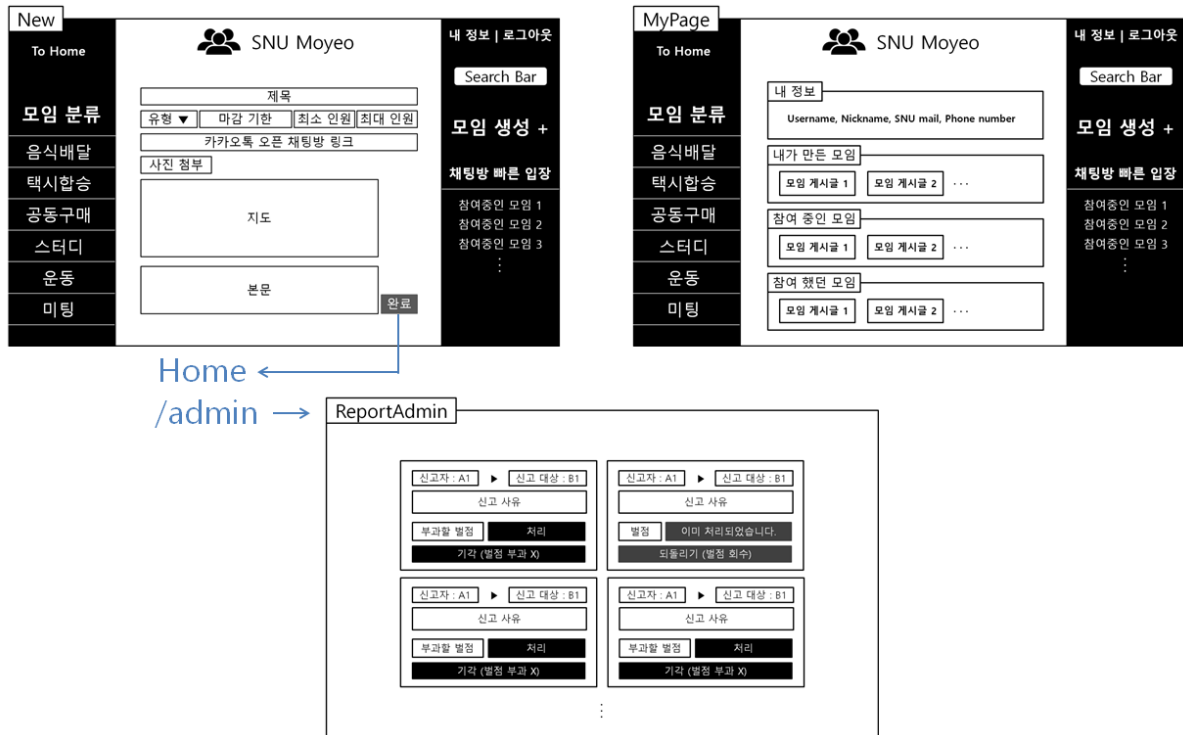 New
To Home
모임 분류
음식배달
택시합승
공동구매
스터디
운동
미팅
SNU Moyeo
제목
유형 ▼ 마감 기한 최소 인원 최대 인원
카카오톡 오픈 채팅방 링크
사진 첨부
지도
본문
완료
내 정보 | 로그아웃
Search Bar
모임 생성 +
채팅방 빠른 입장
참여중인 모임 1
참여중인 모임 2
참여중인 모임 3
⋮
MyPage
To Home
모임 분류
음식배달
택시합승
공동구매
스터디
운동
미팅
SNU Moyeo
내 정보
Username, Nickname, SNU mail, Phone number
내가 만든 모임
모임 게시글 1 모임 게시글 2 ...
참여 중인 모임
모임 게시글 1 모임 게시글 2 ...
참여 했던 모임
모임 게시글 1 모임 게시글 2 ...
내 정보 | 로그아웃
Search Bar
모임 생성 +
채팅방 빠른 입장
참여중인 모임 1
참여중인 모임 2
참여중인 모임 3
⋮
Home
/admin
ReportAdmin
신고자 : A1 ▶ 신고 대상 : B1
신고 사유
부과할 벌점 처리
기각 (벌점 부과 X)
신고자 : A1 ▶ 신고 대상 : B1
신고 사유
벌점 이미 처리되었습니다.
되돌리기 (벌점 회수)
신고자 : A1 ▶ 신고 대상 : B1
신고 사유
부과할 벌점 처리
기각 (벌점 부과 X)
신고자 : A1 ▶ 신고 대상 : B1
신고 사유
부과할 벌점 처리
기각 (벌점 부과 X)
⋮